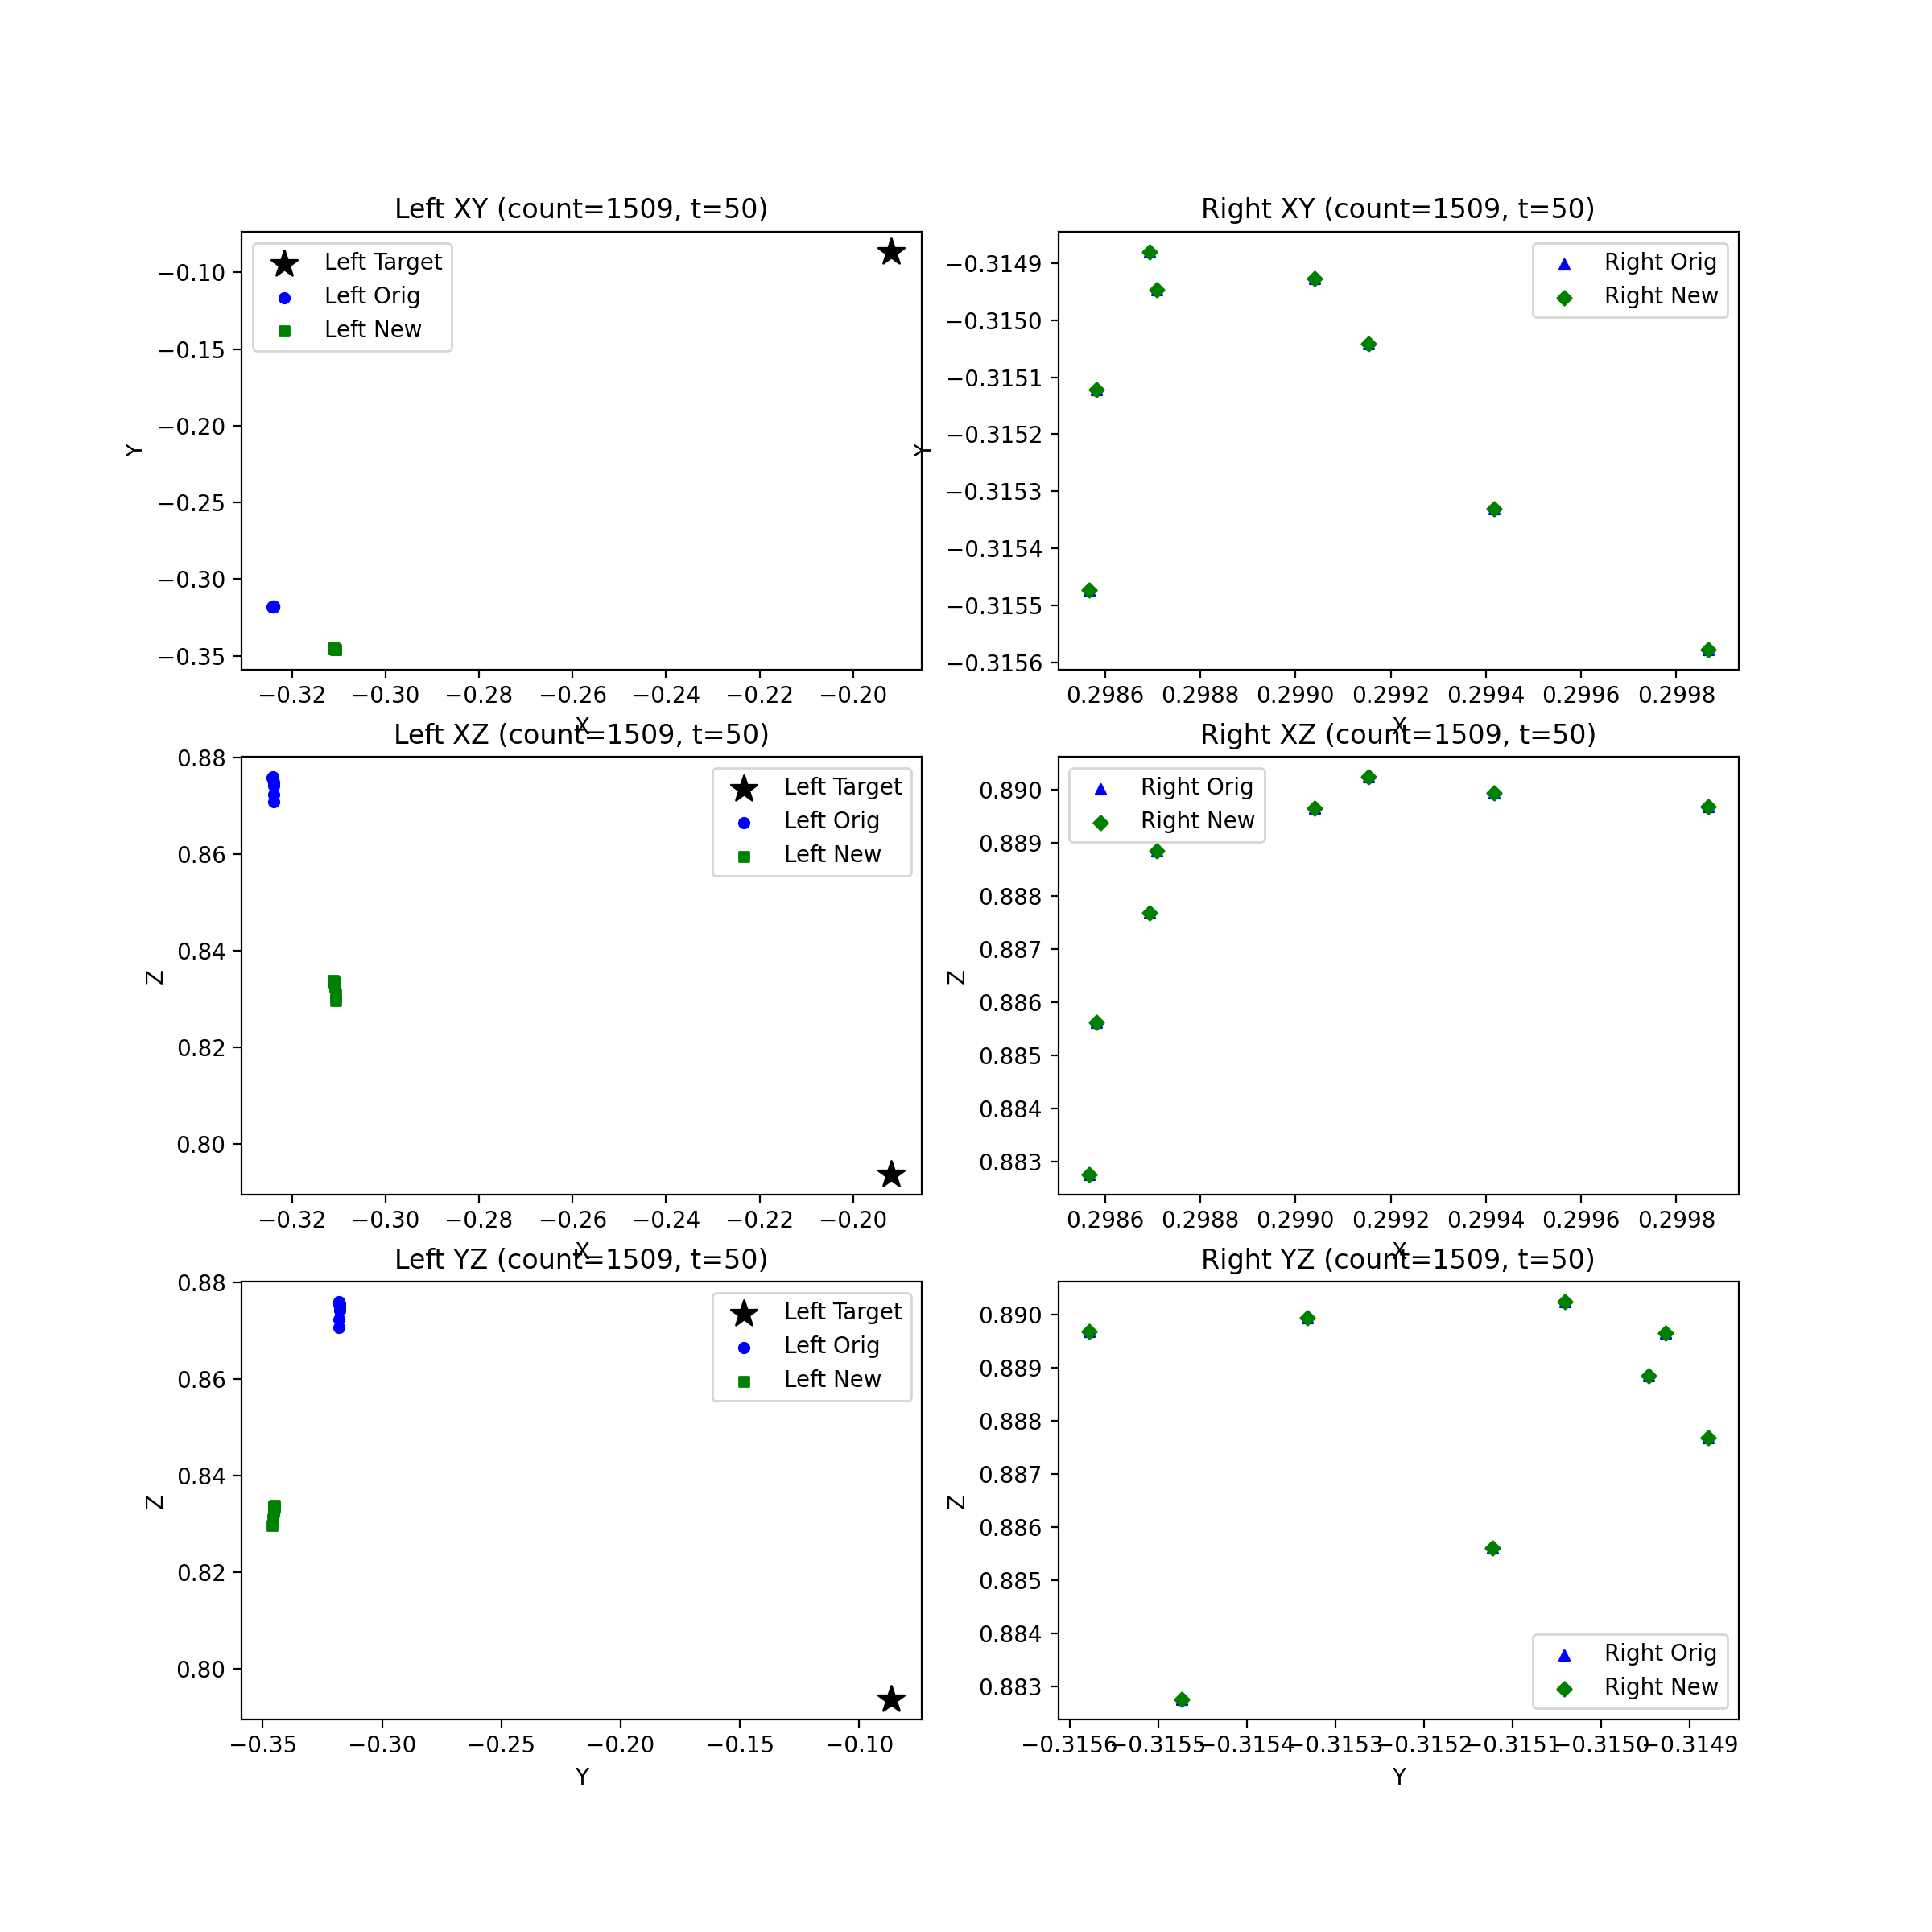 Left XY (count=1509, t=50)
Left Target
Left Orig
Left New
−0.10
−0.15
−0.20
−0.25
−0.30
−0.35
Y
−0.32 −0.30 −0.28 −0.26 −0.24 −0.22 −0.20
X
Right XY (count=1509, t=50)
Right Orig
Right New
−0.3149
−0.3150
−0.3151
−0.3152
−0.3153
−0.3154
−0.3155
−0.3156
Y
0.2986 0.2988 0.2990 0.2992 0.2994 0.2996 0.2998
X
Left XZ (count=1509, t=50)
Left Target
Left Orig
Left New
0.88
0.86
0.84
0.82
0.80
Z
−0.32 −0.30 −0.28 −0.26 −0.24 −0.22 −0.20
X
Right XZ (count=1509, t=50)
Right Orig
Right New
0.890
0.889
0.888
0.887
0.886
0.885
0.884
0.883
Z
0.2986 0.2988 0.2990 0.2992 0.2994 0.2996 0.2998
X
Left YZ (count=1509, t=50)
Left Target
Left Orig
Left New
0.88
0.86
0.84
0.82
0.80
Z
−0.35 −0.30 −0.25 −0.20 −0.15 −0.10
Y
Right YZ (count=1509, t=50)
Right Orig
Right New
0.890
0.889
0.888
0.887
0.886
0.885
0.884
0.883
Z
−0.3156 −0.3155 −0.3154 −0.3153 −0.3152 −0.3151 −0.3150 −0.3149
Y